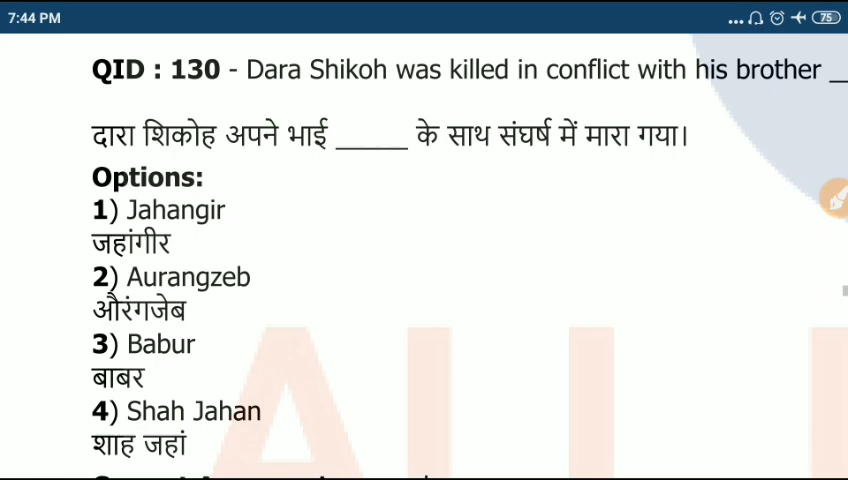 7:44 PM
75
QID : 130 - Dara Shikoh was killed in conflict with his brother _
दारा शिकोह अपने भाई _____ के साथ संघर्ष में मारा गया।
Options:
1) Jahangir
जहांगीर
2) Aurangzeb
औरंगजेब
3) Babur
बाबर
4) Shah Jahan
शाह जहां